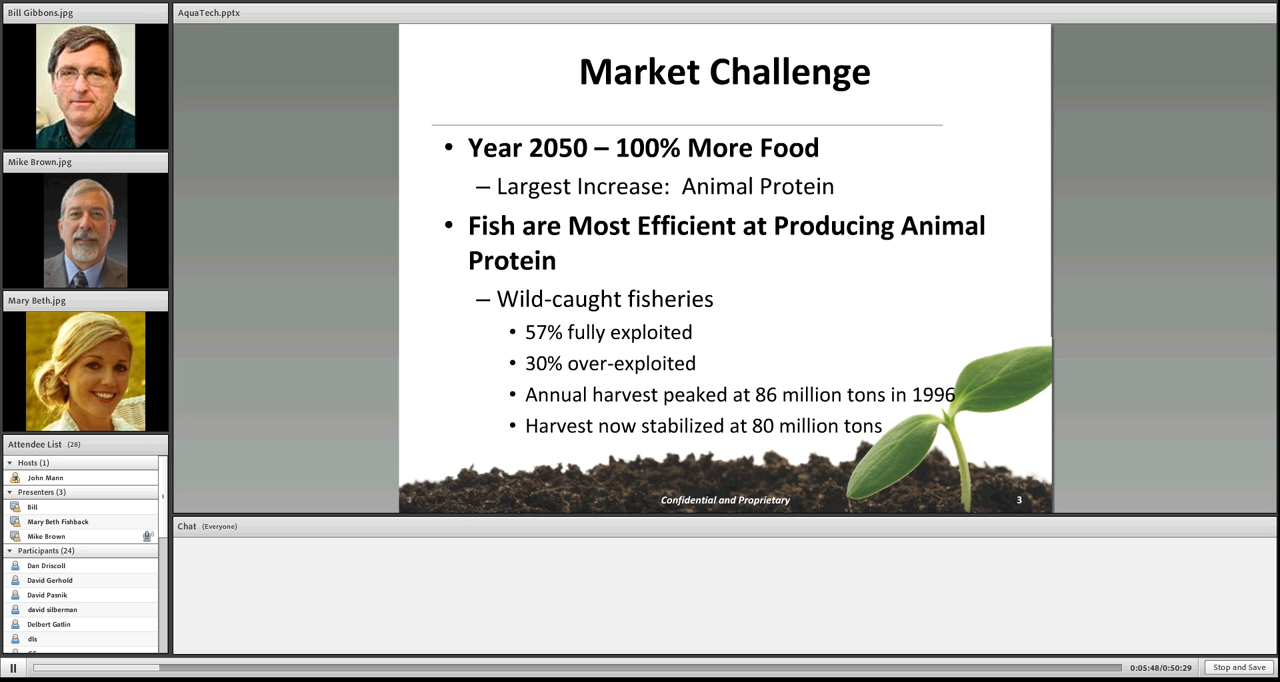 Bill Gibbons.jpg
Mike Brown.jpg
Mary Beth.jpg
Attendee List (28)
Hosts (1)
John Mann
Presenters (3)
Bill
Mary Beth Fishback
Mike Brown
Participants (24)
Dan Driscoll
David Gerhold
David Pasnik
david silberman
Delbert Gatlin
dls
AquaTech.pptx
Market Challenge
• Year 2050 – 100% More Food
– Largest Increase: Animal Protein
• Fish are Most Efficient at Producing Animal
Protein
– Wild-caught fisheries
• 57% fully exploited
• 30% over-exploited
• Annual harvest peaked at 86 million tons in 1996
• Harvest now stabilized at 80 million tons
Confidential and Proprietary
3
Chat (Everyone)
0:05:48/0:50:29
Stop and Save